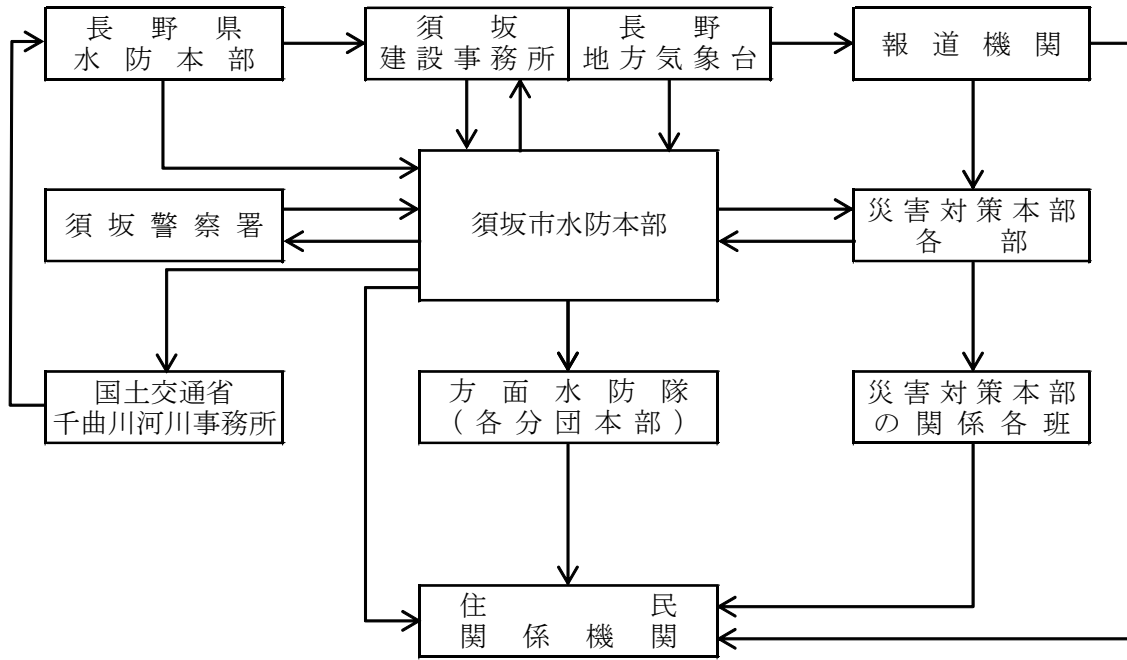 長野県
水防本部
須坂
建設事務所
長野
地方気象台
報道機関
須坂警察署
須坂市水防本部
災害対策本部
各部
国土交通省
千曲川河川事務所
方面水防隊
(各分団本部)
災害対策本部
の関係各班
住民
関係機関